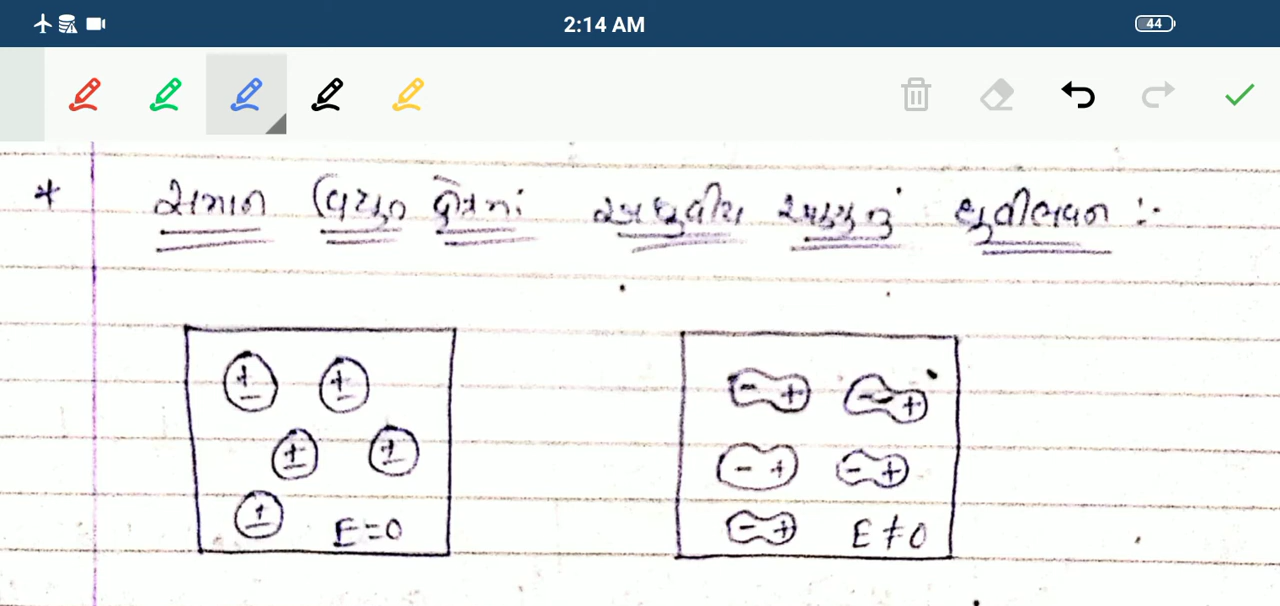 2:14 AM
44
* સમાન વિદ્યુત ક્ષેત્રમાં અધ્રુવીય અણુનું ધ્રુવીભવન :-
± ± - + - +
± ± - + - +
± E=0 - + E≠0